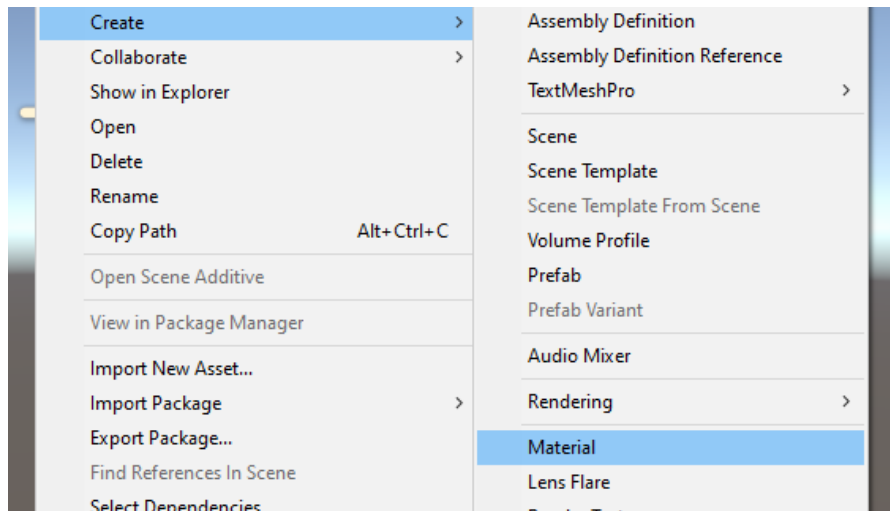 Create
Collaborate
Show in Explorer
Open
Delete
Rename
Copy Path Alt+Ctrl+C
Open Scene Additive
View in Package Manager
Import New Asset...
Import Package
Export Package...
Find References In Scene
Select Dependencies
Assembly Definition
Assembly Definition Reference
TextMeshPro
Scene
Scene Template
Scene Template From Scene
Volume Profile
Prefab
Prefab Variant
Audio Mixer
Rendering
Material
Lens Flare